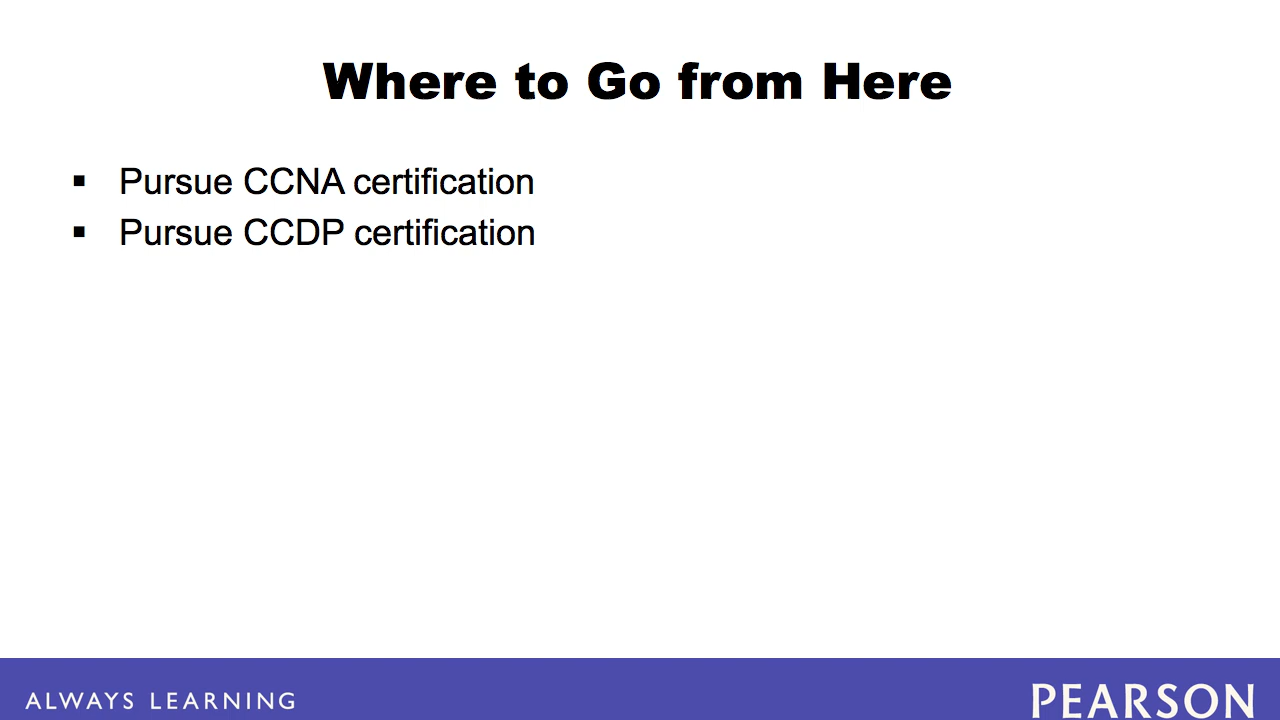 Where to Go from Here
▪ Pursue CCNA certification
▪ Pursue CCDP certification
ALWAYS LEARNING
PEARSON